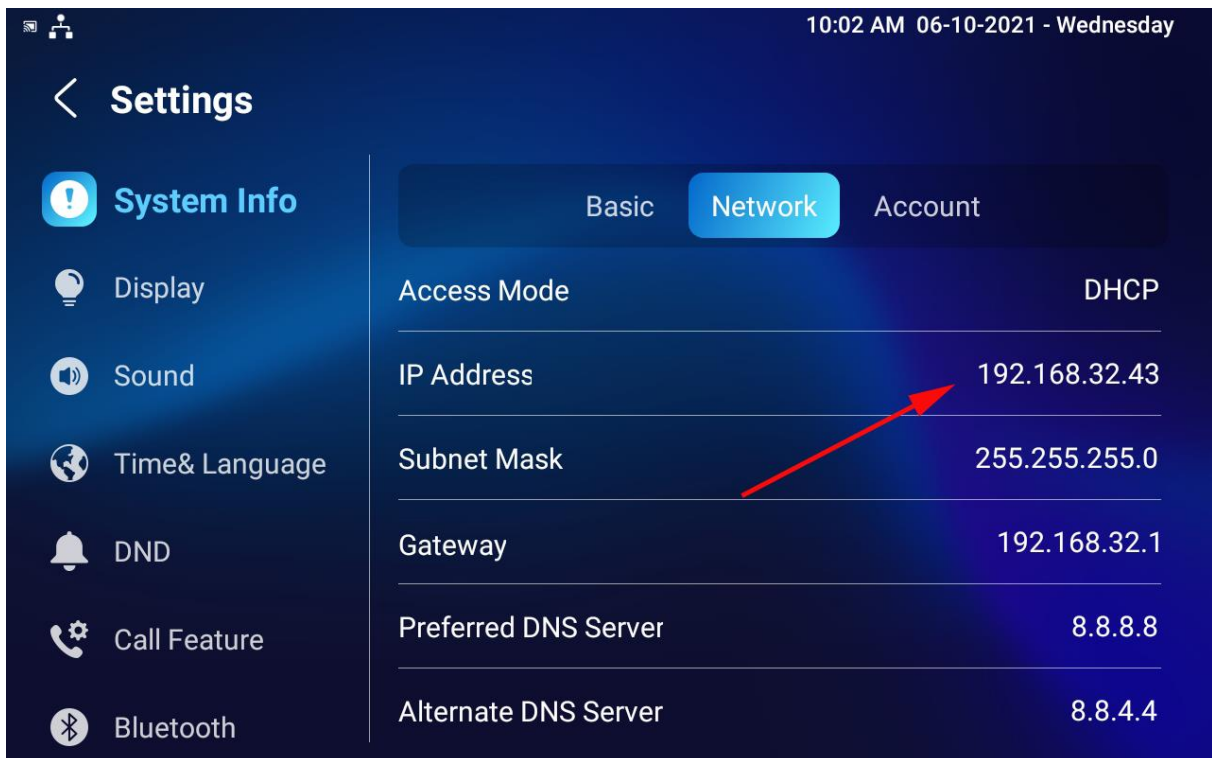 10:02 AM 06-10-2021 - Wednesday
Settings
System Info
Display
Sound
Time& Language
DND
Call Feature
Bluetooth
Basic Network Account
Access Mode DHCP
IP Address 192.168.32.43
Subnet Mask 255.255.255.0
Gateway 192.168.32.1
Preferred DNS Server 8.8.8.8
Alternate DNS Server 8.8.4.4